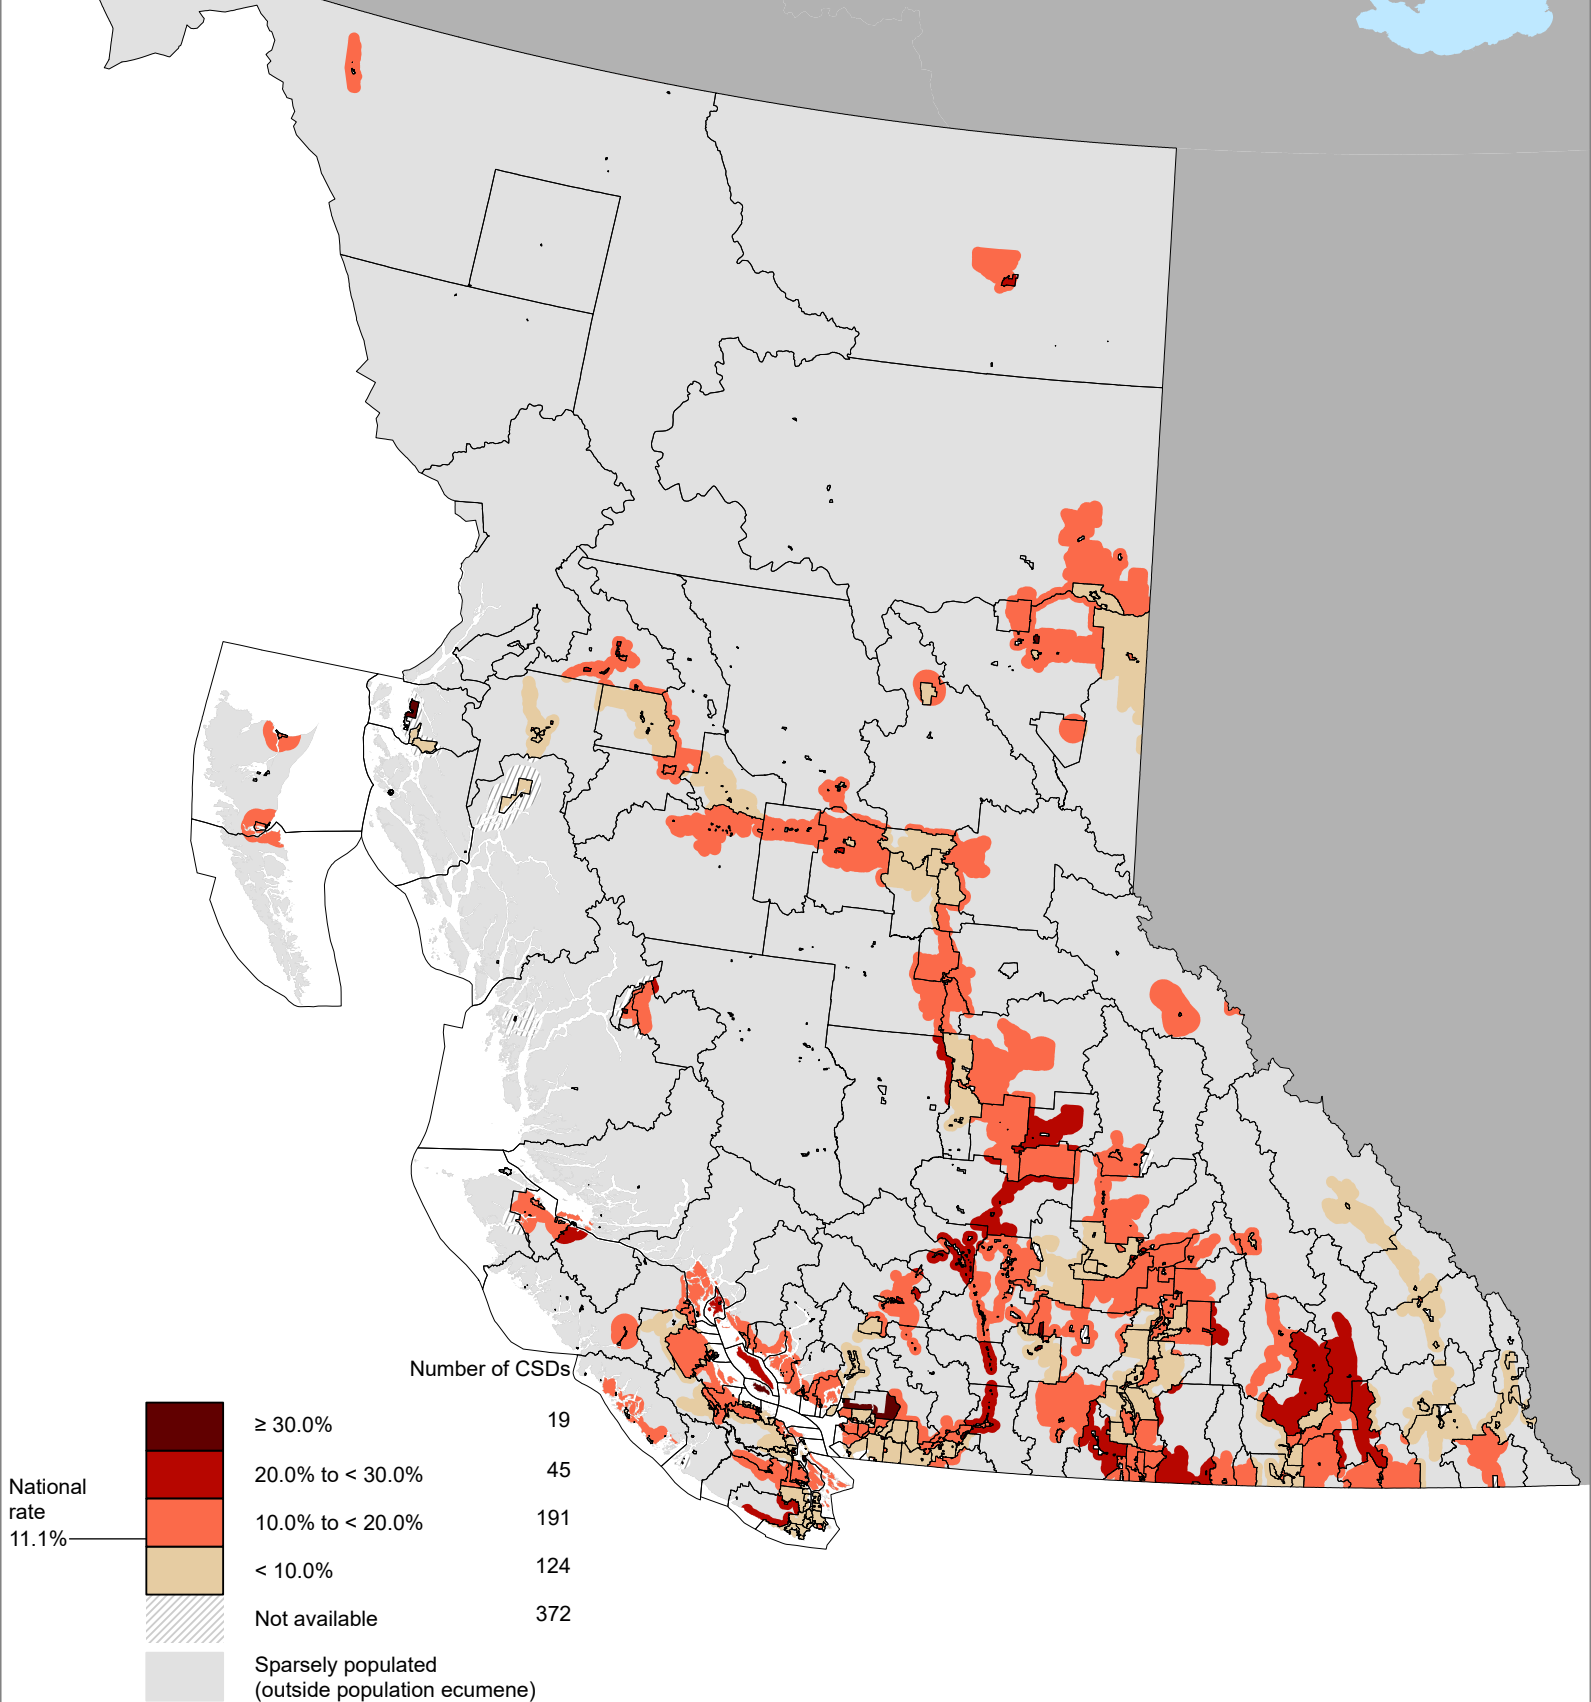 Number of CSDs
≥ 30.0% 19
20.0% to < 30.0% 45
National
rate
11.1%
10.0% to < 20.0% 191
< 10.0% 124
Not available 372
Sparsely populated
(outside population ecumene)